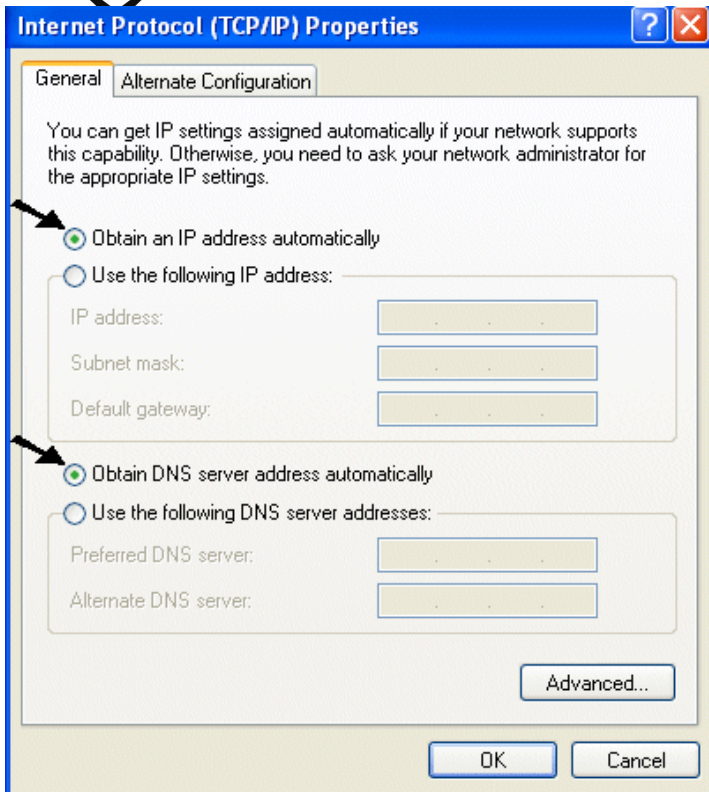 Internet Protocol (TCP/IP) Properties
General Alternate Configuration
You can get IP settings assigned automatically if your network supports
this capability. Otherwise, you need to ask your network administrator for
the appropriate IP settings.
Obtain an IP address automatically
Use the following IP address:
IP address:
Subnet mask:
Default gateway:
Obtain DNS server address automatically
Use the following DNS server addresses:
Preferred DNS server:
Alternate DNS server:
Advanced...
OK Cancel